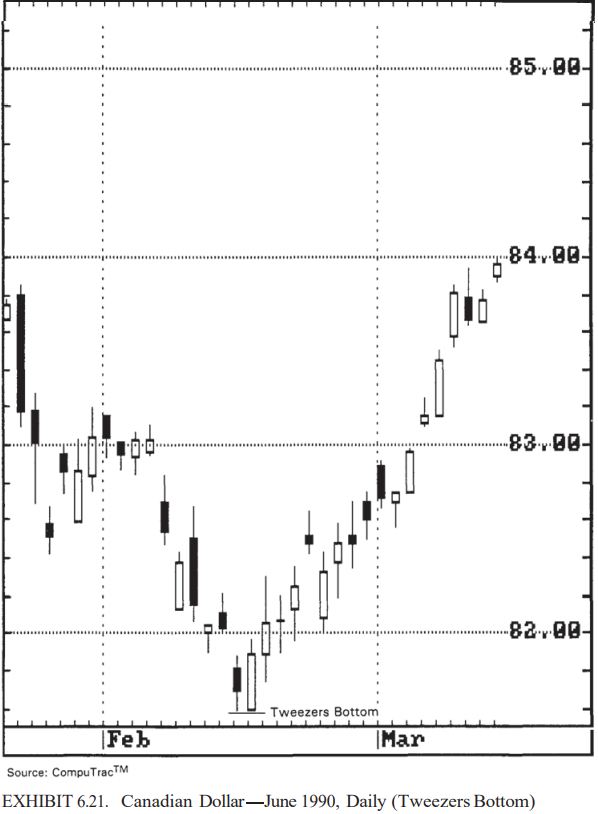 85.00
84.00
83.00
82.00
Tweezers Bottom
Feb
Mar
Source: CompuTrac™
EXHIBIT 6.21. Canadian Dollar—June 1990, Daily (Tweezers Bottom)